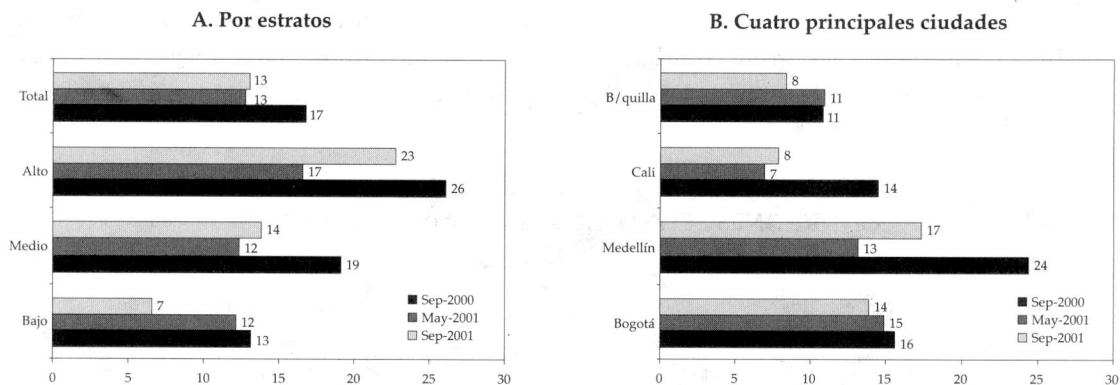 A. Por estratos
Total
13
13
17
Alto
23
17
26
Medio
14
12
19
Bajo
7
12
13
Sep-2000
May-2001
Sep-2001
0 5 10 15 20 25 30
B. Cuatro principales ciudades
B/quilla
8
11
11
Cali
8
7
14
Medellín
17
13
24
Bogotá
14
15
16
Sep-2000
May-2001
Sep-2001
0 5 10 15 20 25 30